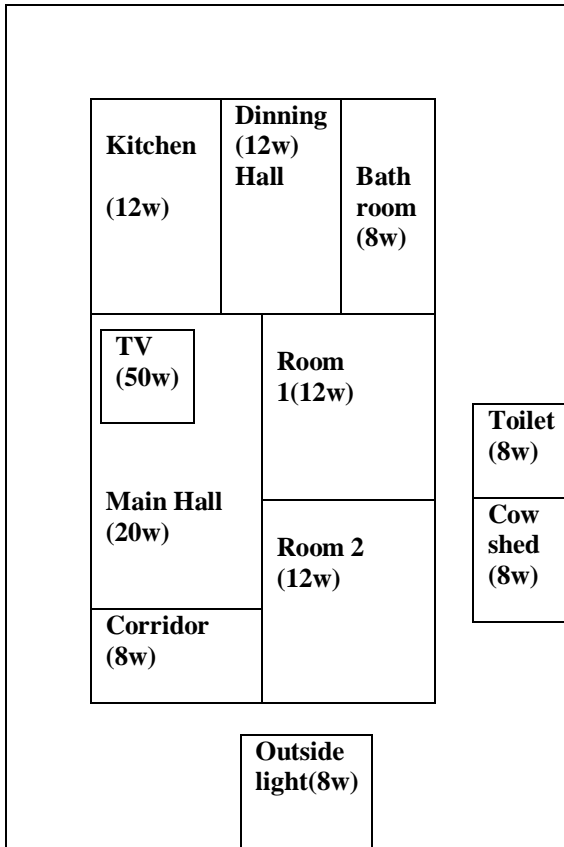 Kitchen
(12w)
Dinning
(12w)
Hall
Bath
room
(8w)
TV
(50w)
Room
1(12w)
Main Hall
(20w)
Room 2
(12w)
Corridor
(8w)
Toilet
(8w)
Cow
shed
(8w)
Outside
light(8w)